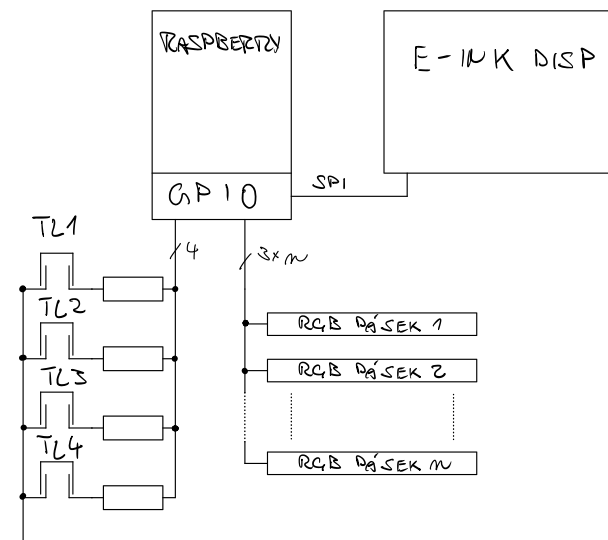 RASPBERRY
E-INK DISP
GPIO
SPI
TL1
4
3×n
TL2
RGB PÁSEK 1
TL3
RGB PÁSEK 2
TL4
RGB PÁSEK n